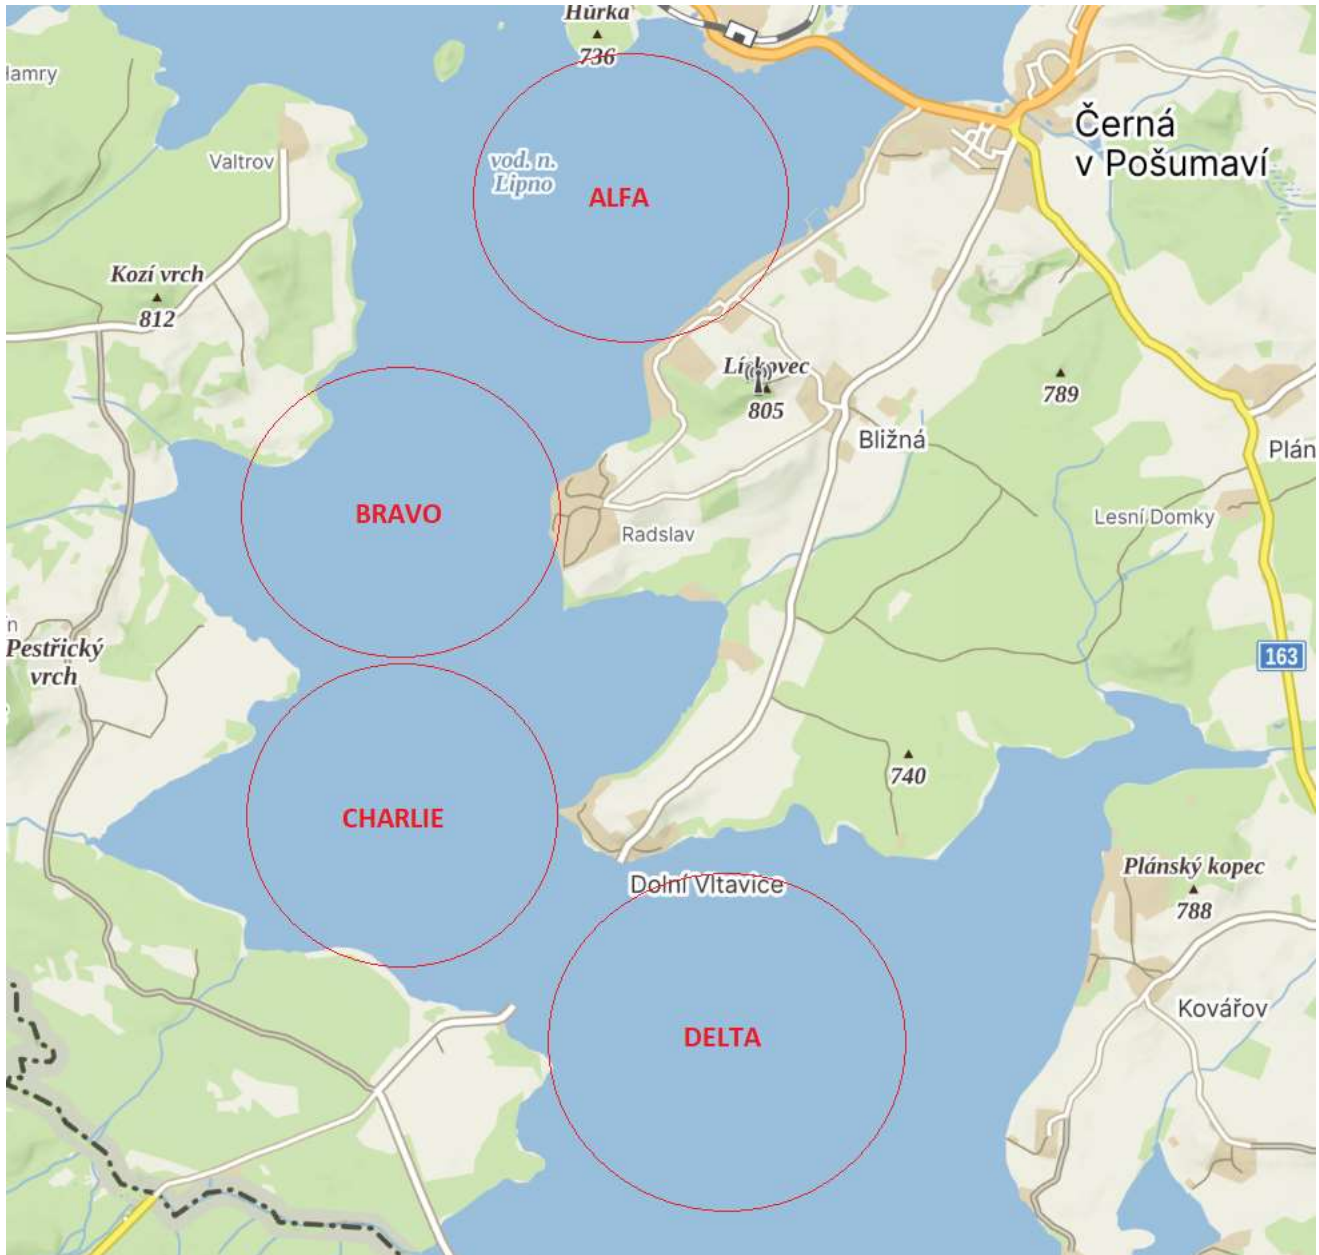 Hůrka
736
Hamry
Černá
v Pošumaví
Valtrov
vod. n.
Lipno
ALFA
Kozí vrch
812
805
789
Bližná
Plán
BRAVO
Lesní Domky
Radslav
Pestřický
vrch
163
740
CHARLIE
Plánský kopec
788
Dolní Vltavice
Kovářov
DELTA